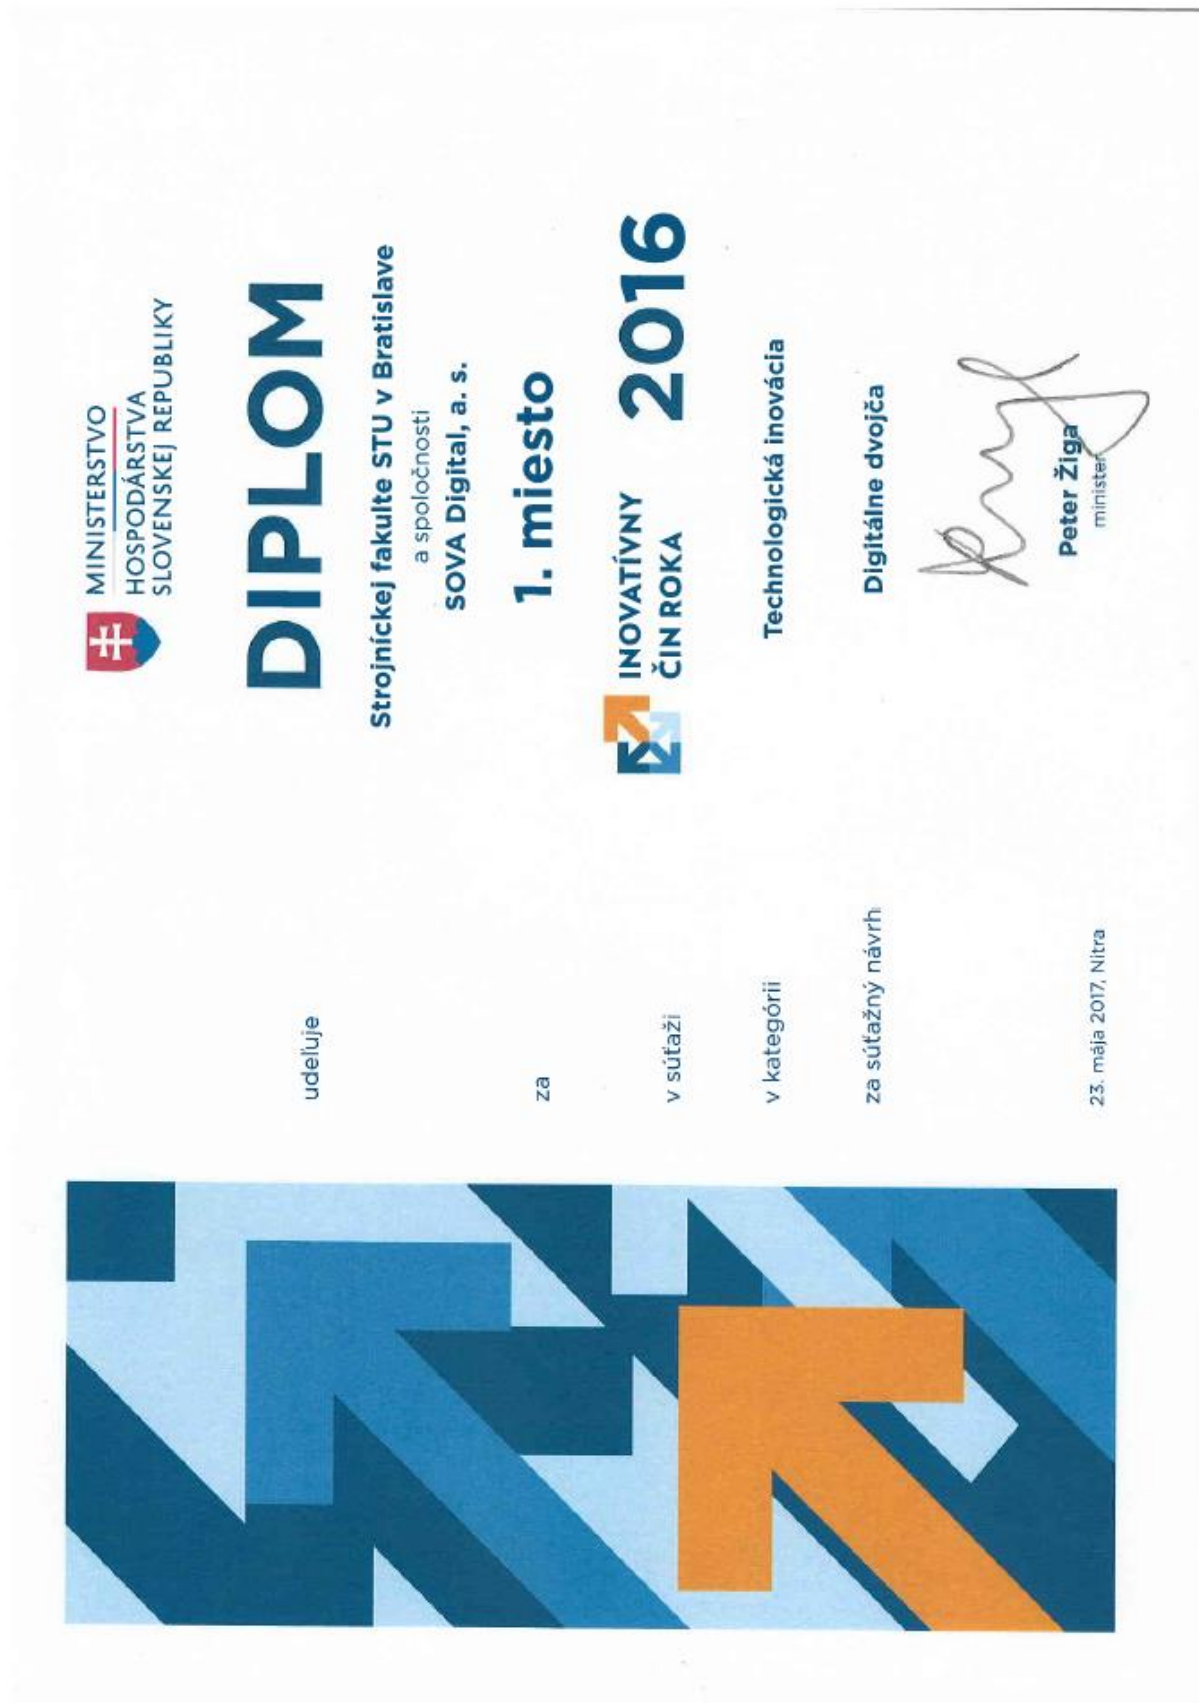 MINISTERSTVO
HOSPODÁRSTVA
SLOVENSKEJ REPUBLIKY
udeľuje
DIPLOM
Strojníckej fakulte STU v Bratislave
a spoločnosti
SOVA Digital, a. s.
za
1. miesto
v súťaži
INOVATÍVNY
ČIN ROKA
2016
v kategórii
Technologická inovácia
za súťažný návrh
Digitálne dvojča
23. mája 2017, Nitra
Peter Žiga
minister